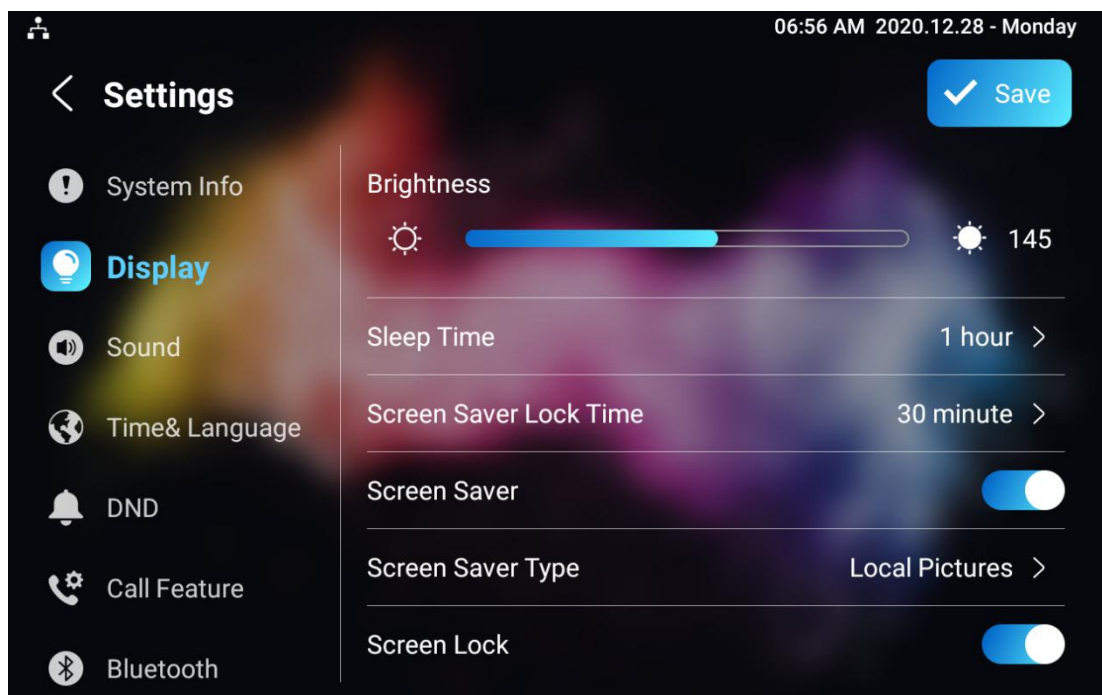 06:56 AM 2020.12.28 - Monday
Settings
Save
System Info
Display
Sound
Time& Language
DND
Call Feature
Bluetooth
Brightness
145
Sleep Time 1 hour
Screen Saver Lock Time 30 minute
Screen Saver
Screen Saver Type Local Pictures
Screen Lock